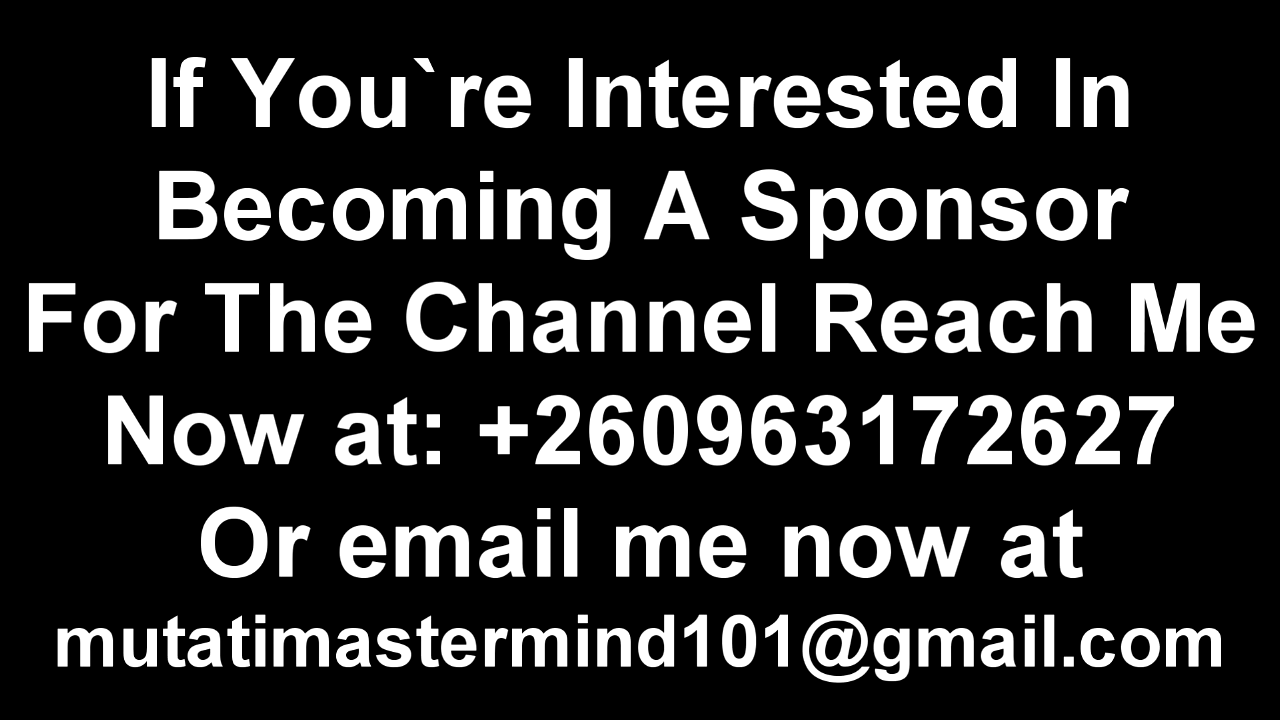 If You`re Interested In
Becoming A Sponsor
For The Channel Reach Me
Now at: +260963172627
Or email me now at
mutatimastermind101@gmail.com